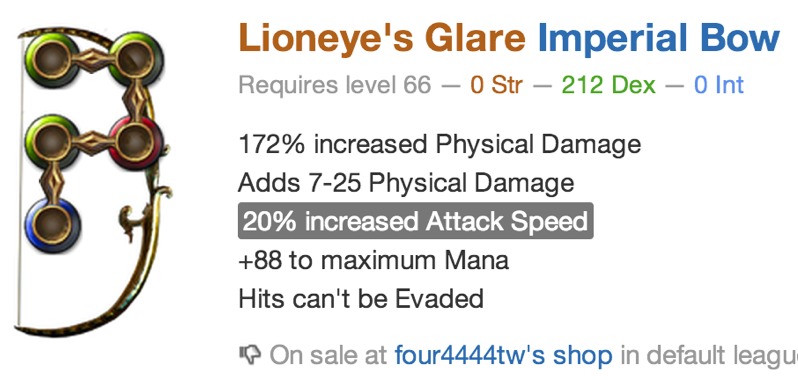 Lioneye's Glare Imperial Bow
Requires level 66 — 0 Str — 212 Dex — 0 Int
172% increased Physical Damage
Adds 7-25 Physical Damage
20% increased Attack Speed
+88 to maximum Mana
Hits can't be Evaded
On sale at four4444tw's shop in default leagu